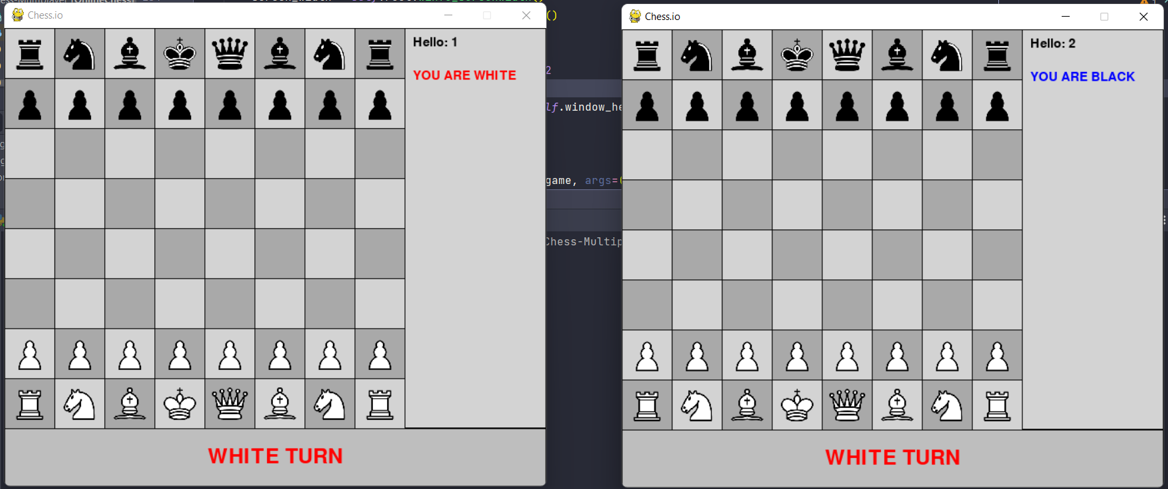 Chess.io
Hello: 1
YOU ARE WHITE
WHITE TURN
()
2
lf.window_he
game, args=
Chess-Multip
Chess.io
Hello: 2
YOU ARE BLACK
WHITE TURN